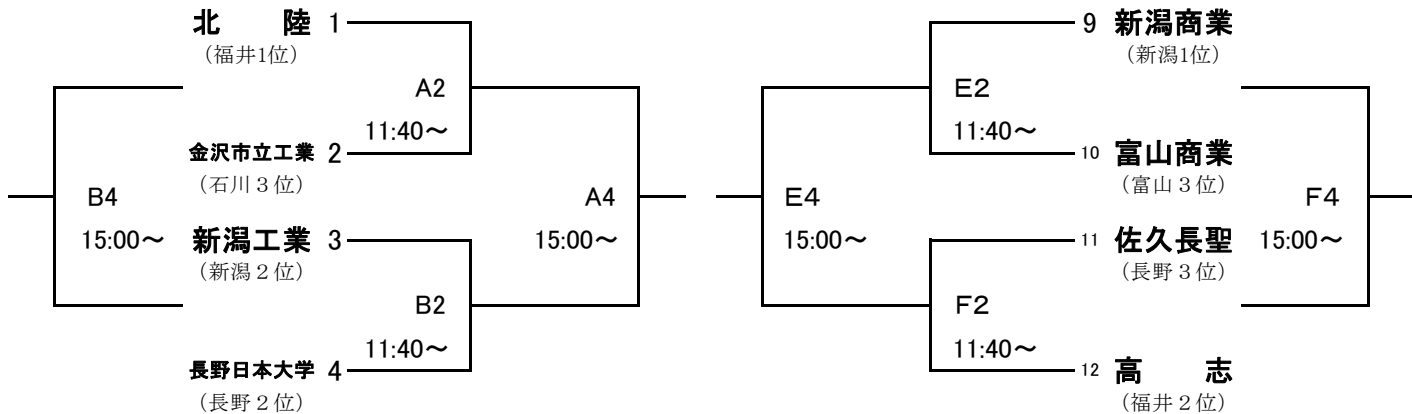 北　　陸 1
(福井1位)
A2
11:40～
金沢市立工業 2
(石川３位)
B4
15:00～
A4
15:00～
新潟工業 3
(新潟２位)
B2
11:40～
長野日本大学 4
(長野２位)
9 新潟商業
(新潟1位)
E2
11:40～
10 富山商業
(富山３位)
E4
15:00～
F4
15:00～
11 佐久長聖
(長野３位)
F2
11:40～
12 高　　志
(福井２位)